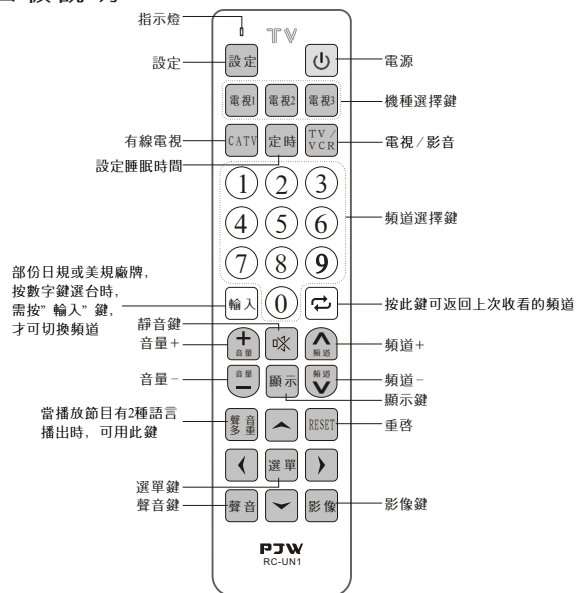 指示燈
TV
設定
設定
電源
電視1 電視2 電視3
機種選擇鍵
有線電視
CATV 定時 TV/
VCR
電視/影音
設定睡眠時間
1 2 3
4 5 6
頻道選擇鍵
7 8 9
部份日規或美規廠牌,
按數字鍵選台時,
需按"輸入"鍵,
才可切換頻道
輸入 0
按此鍵可返回上次收看的頻道
靜音鍵
音量+
+
音量
頻道
頻道+
音量-
音量
-
顯示
頻道
頻道-
顯示鍵
當播放節目有2種語言
播出時, 可用此鍵
聲音
多重
RESET
重啓
選單
選單鍵
聲音鍵
聲音
影像
影像鍵
PJW
RC-UN1